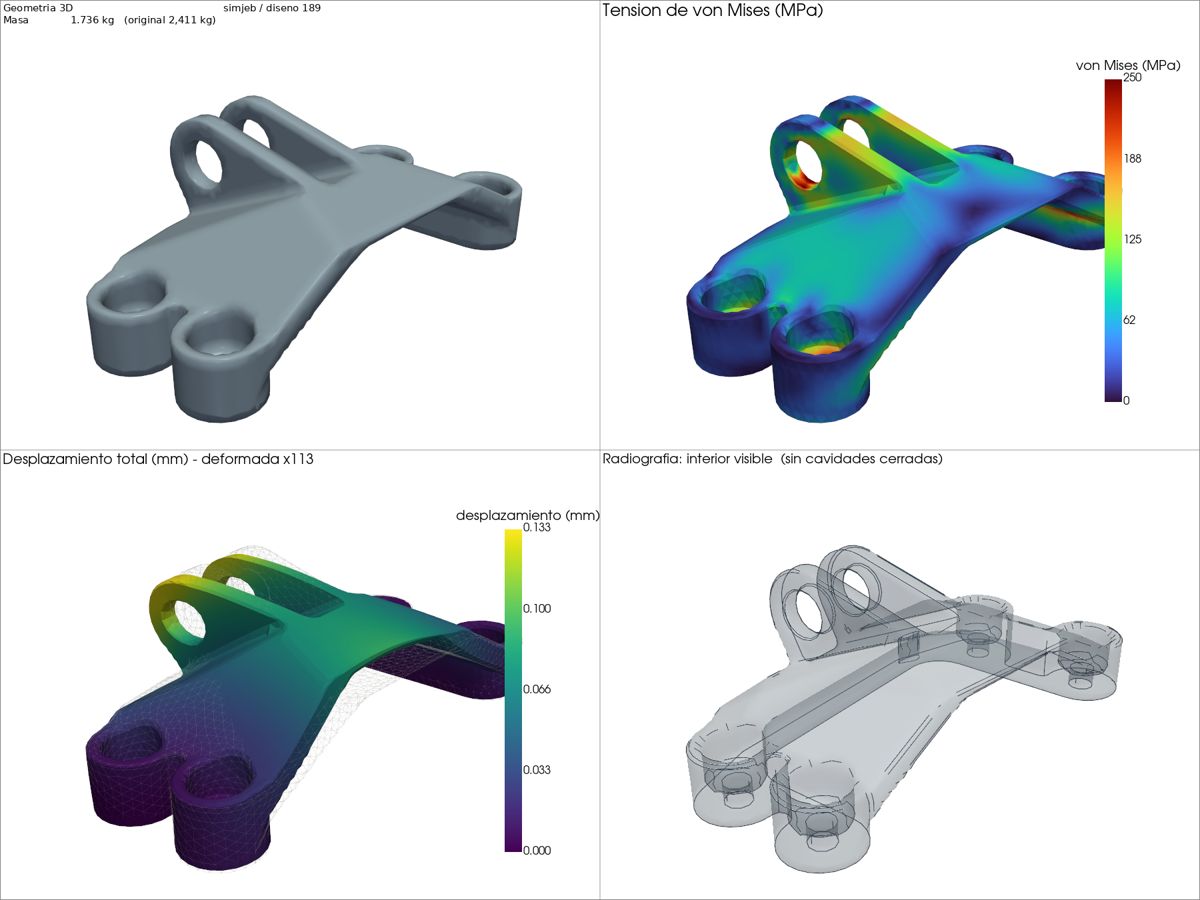 Geometria 3D simjeb / diseno 189
Masa 1.736 kg (original 2,411 kg)
Tension de von Mises (MPa)
von Mises (MPa)
250
188
125
62
0
Desplazamiento total (mm) - deformada x113
desplazamiento (mm)
0.133
0.100
0.066
0.033
0.000
Radiografia: interior visible (sin cavidades cerradas)